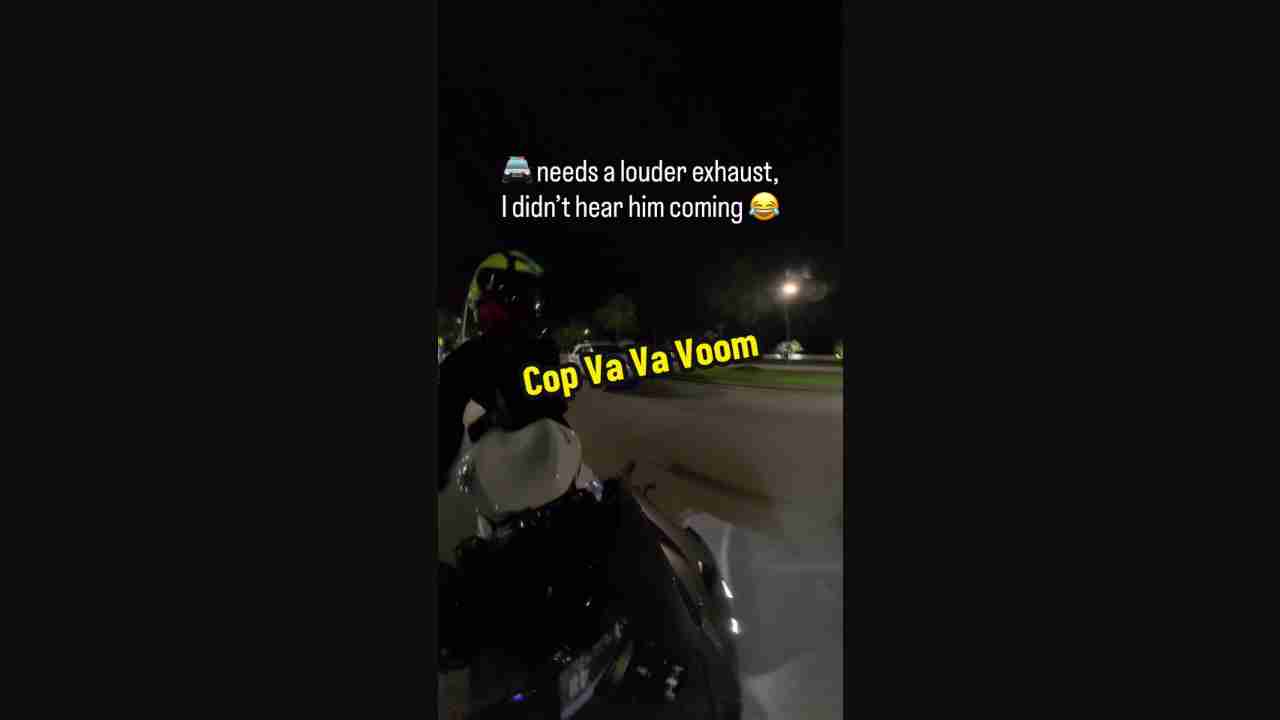 🚔 needs a louder exhaust,
I didn't hear him coming 😂
Cop Va Va Voom